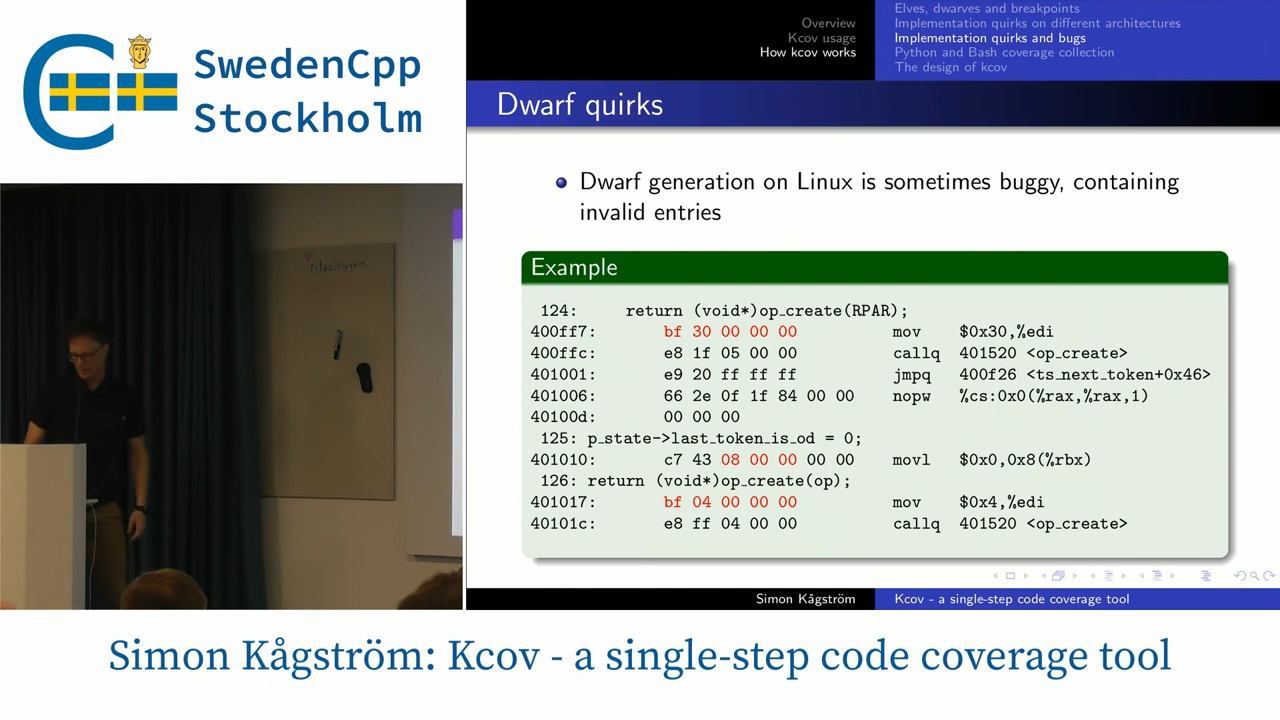 SwedenCpp
Stockholm
Overview
Kcov usage
How kcov works
Elves, dwarves and breakpoints
Implementation quirks on different architectures
Implementation quirks and bugs
Python and Bash coverage collection
The design of kcov
Dwarf quirks
Dwarf generation on Linux is sometimes buggy, containing
invalid entries
Example
124: return (void*)op_create(RPAR);
400ff7: bf 30 00 00 00 mov $0x30,%edi
400ffc: e8 1f 05 00 00 callq 401520 <op_create>
401001: e9 20 ff ff ff jmpq 400f26 <ts_next_token+0x46>
401006: 66 2e 0f 1f 84 00 00 nopw %cs:0x0(%rax,%rax,1)
40100d: 00 00 00
125: p_state->last_token_is_od = 0;
401010: c7 43 08 00 00 00 00 movl $0x0,0x8(%rbx)
126: return (void*)op_create(op);
401017: bf 04 00 00 00 mov $0x4,%edi
40101c: e8 ff 04 00 00 callq 401520 <op_create>
Simon Kågström
Kcov - a single-step code coverage tool
Simon Kågström: Kcov - a single-step code coverage tool